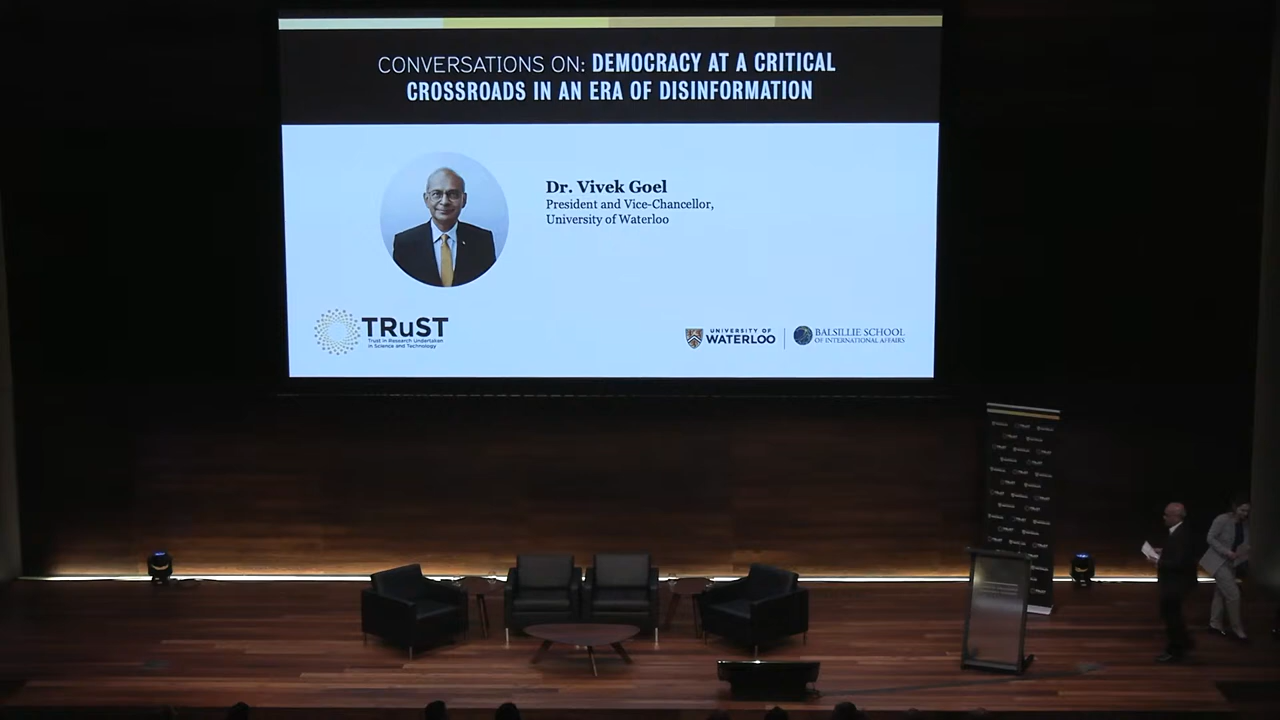 CONVERSATIONS ON: DEMOCRACY AT A CRITICAL
CROSSROADS IN AN ERA OF DISINFORMATION
Dr. Vivek Goel
President and Vice-Chancellor,
University of Waterloo
TRuST
Trust in Research Undertaken
in Science and Technology
UNIVERSITY OF
WATERLOO
BALSILLIE SCHOOL
OF INTERNATIONAL AFFAIRS